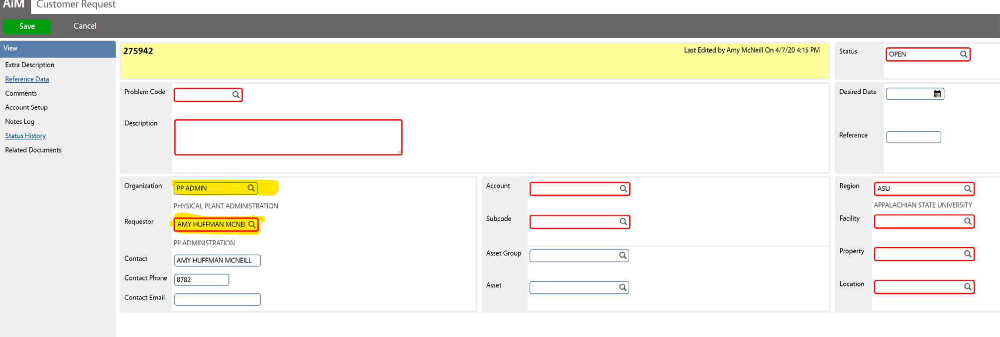 AiM Customer Request
Save Cancel
View
Extra Description
Reference Data
Comments
Account Setup
Notes Log
Status History
Related Documents
275942
Last Edited by Amy McNeill On 4/7/20 4:15 PM
Status OPEN
Problem Code
Description
Desired Date
Reference
Organization PP ADMIN
PHYSICAL PLANT ADMINISTRATION
Requestor AMY HUFFMAN MCNEI
PP ADMINISTRATION
Contact AMY HUFFMAN MCNEILL
Contact Phone 8782
Contact Email
Account
Subcode
Asset Group
Asset
Region ASU
APPALACHIAN STATE UNIVERSITY
Facility
Property
Location